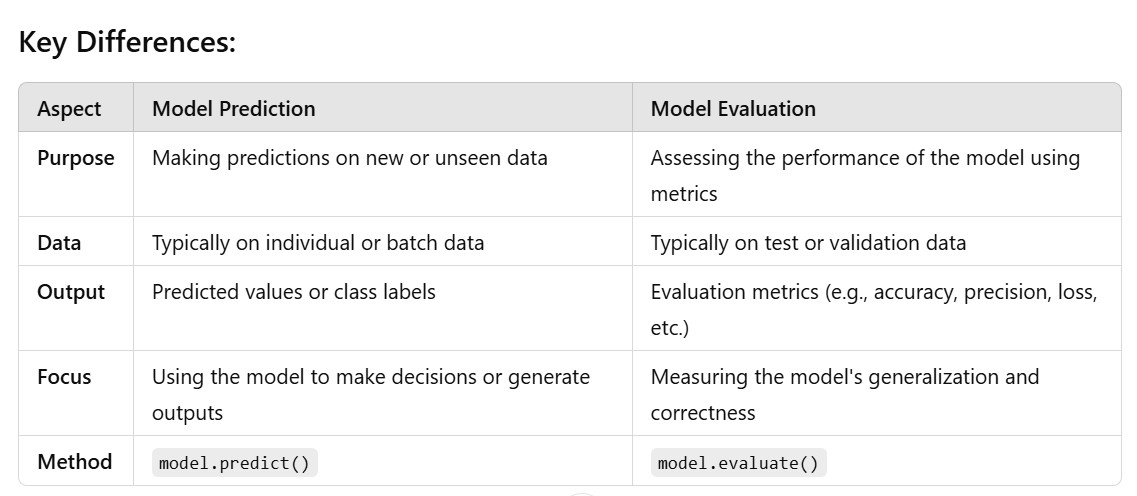 Key Differences:
Aspect Model Prediction Model Evaluation
Purpose Making predictions on new or unseen data Assessing the performance of the model using
metrics
Data Typically on individual or batch data Typically on test or validation data
Output Predicted values or class labels Evaluation metrics (e.g., accuracy, precision, loss,
etc.)
Focus Using the model to make decisions or generate Measuring the model's generalization and
outputs correctness
Method model.predict() model.evaluate()